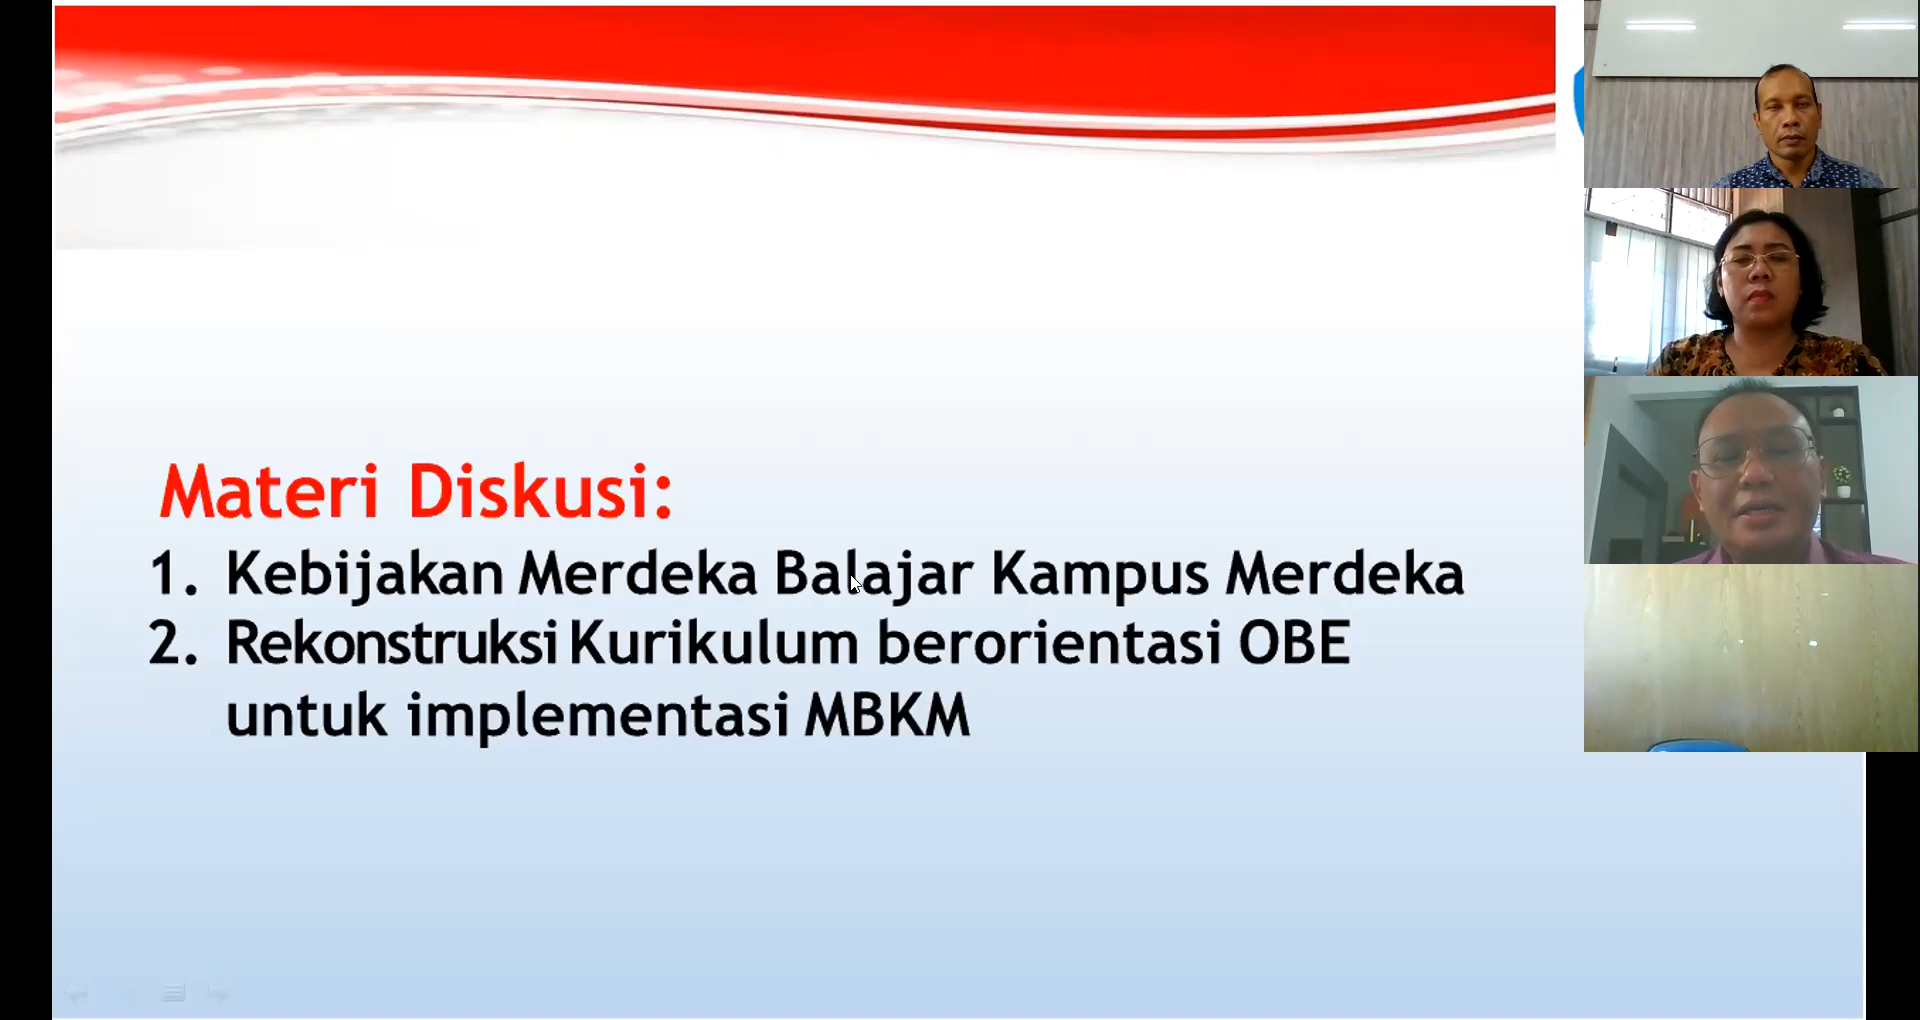 Materi Diskusi:
1. Kebijakan Merdeka Balajar Kampus Merdeka
2. Rekonstruksi Kurikulum berorientasi OBE
untuk implementasi MBKM